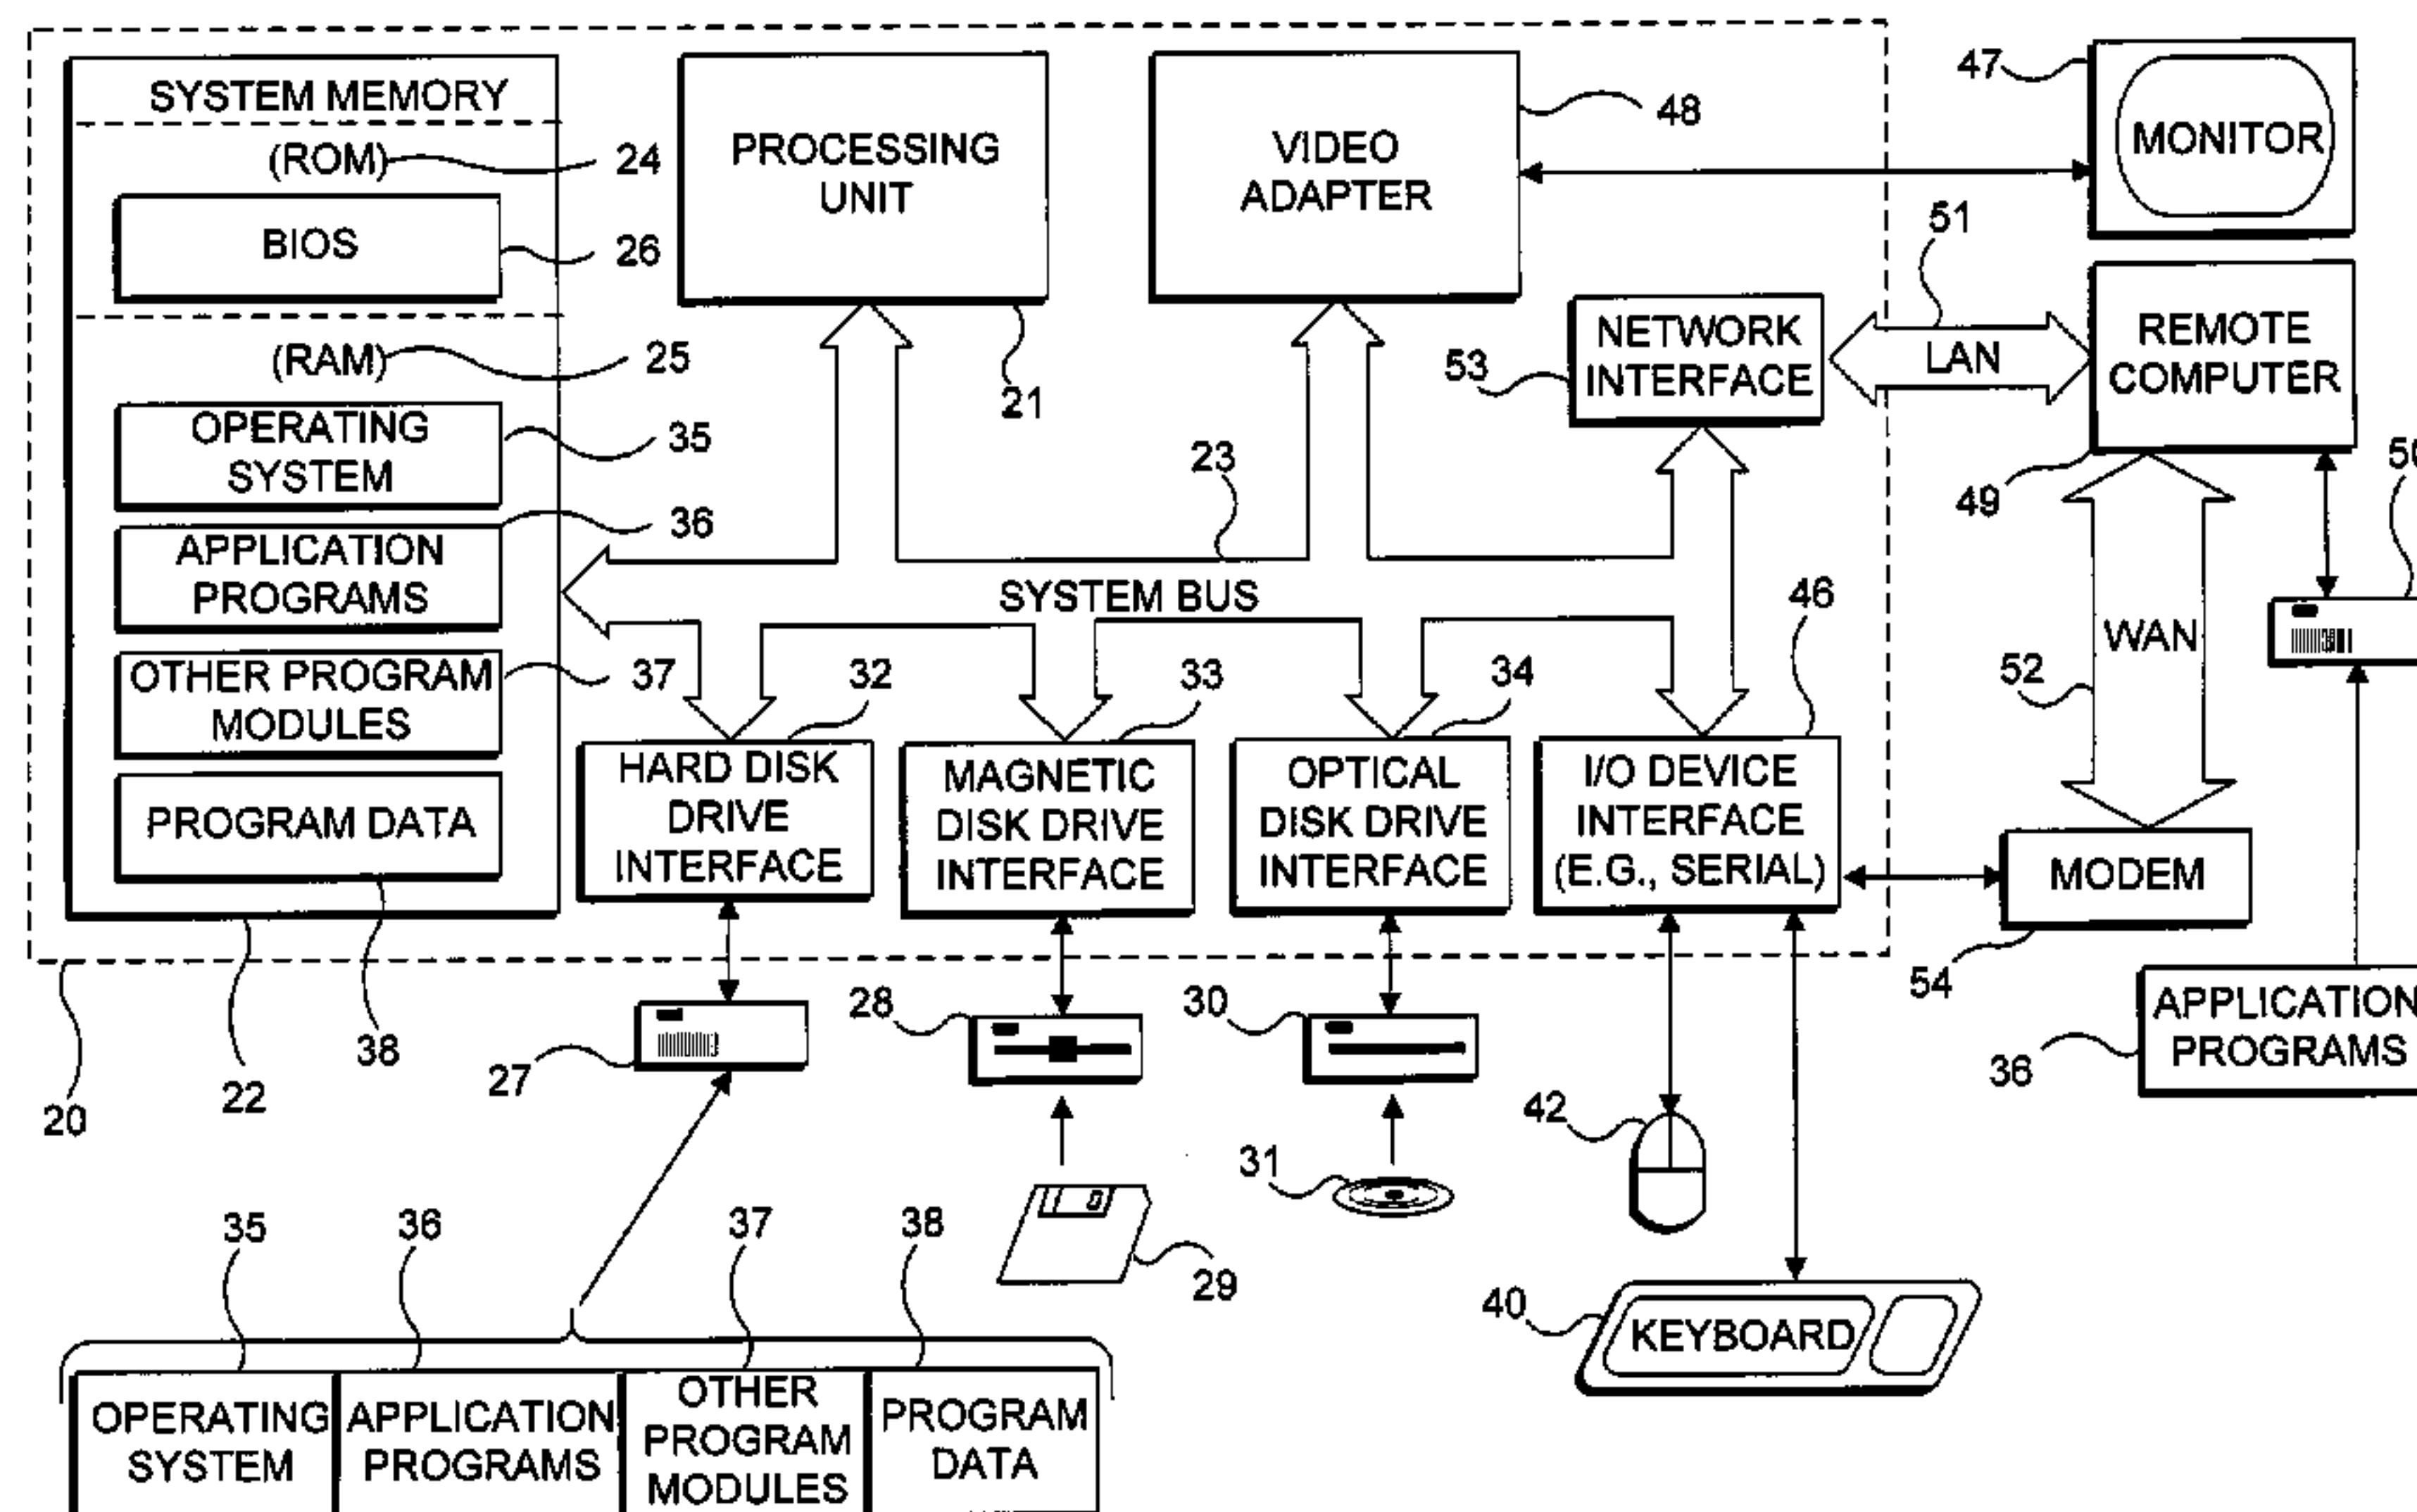 SYSTEM MEMORY
(ROM)
24
BIOS
26
(RAM)
25
OPERATING
SYSTEM
35
APPLICATION
PROGRAMS
36
OTHER PROGRAM
MODULES
37
PROGRAM DATA
38
22
20
PROCESSING
UNIT
21
VIDEO
ADAPTER
48
47
MONITOR
NETWORK
INTERFACE
53
51
LAN
REMOTE
COMPUTER
49
23
SYSTEM BUS
46
32
33
34
HARD DISK
DRIVE
INTERFACE
MAGNETIC
DISK DRIVE
INTERFACE
OPTICAL
DISK DRIVE
INTERFACE
I/O DEVICE
INTERFACE
(E.G., SERIAL)
WAN
52
MODEM
54
APPLICATION
PROGRAMS
36
27
28
30
42
31
29
40
KEYBOARD
35
36
37
38
OPERATING
SYSTEM
APPLICATION
PROGRAMS
OTHER
PROGRAM
MODULES
PROGRAM
DATA